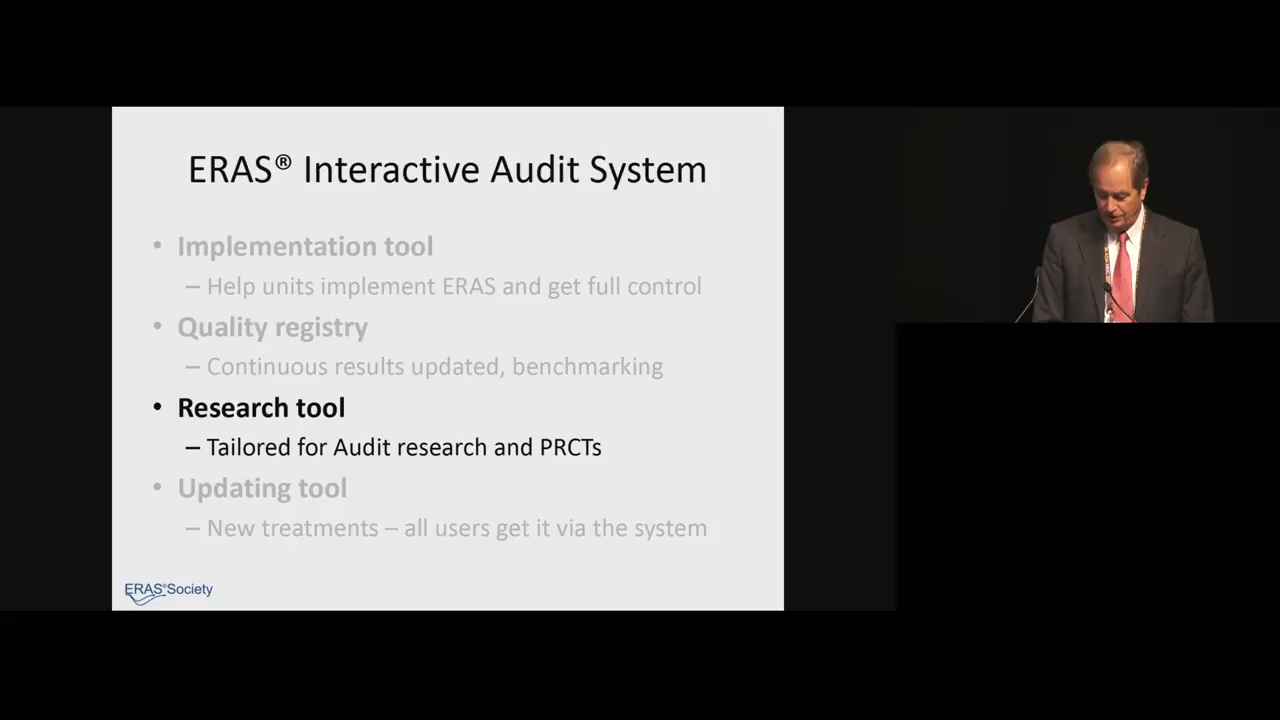 ERAS® Interactive Audit System
• Implementation tool
– Help units implement ERAS and get full control
• Quality registry
– Continuous results updated, benchmarking
• Research tool
– Tailored for Audit research and PRCTs
• Updating tool
– New treatments – all users get it via the system
ERAS®Society